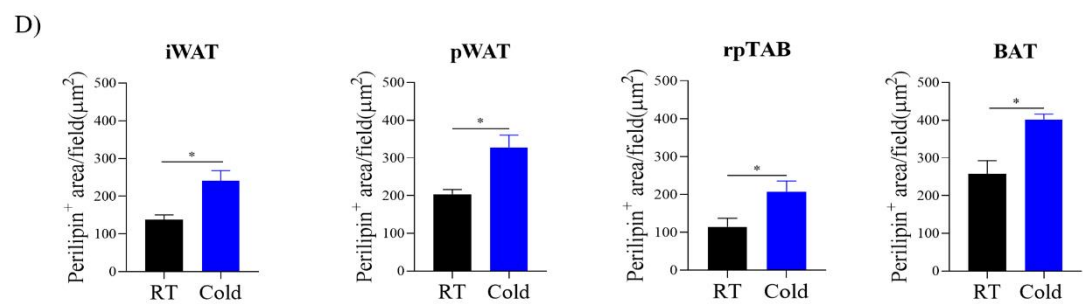 D)
iWAT
Perilipin⁺ area/field(μm²)
500
400
300
200
100
0
*
RT Cold
pWAT
Perilipin⁺ area/field(μm²)
500
400
300
200
100
0
*
RT Cold
rpTAB
Perilipin⁺ area/field(μm²)
500
400
300
200
100
0
*
RT Cold
BAT
Perilipin⁺ area/field(μm²)
500
400
300
200
100
0
*
RT Cold